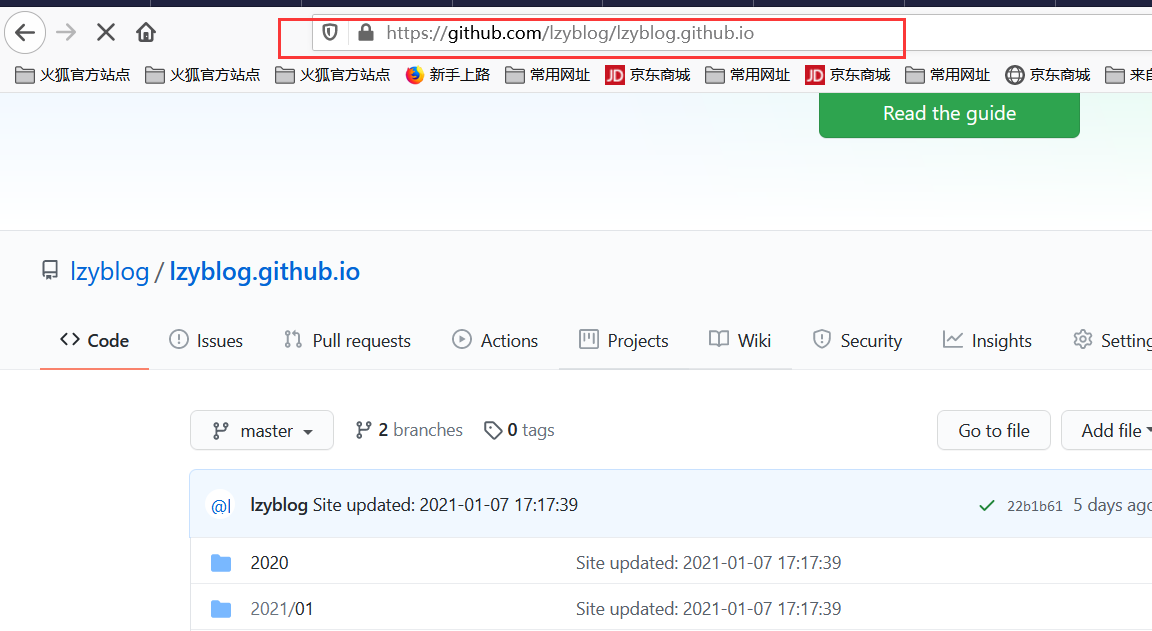 https://github.com/lzyblog/lzyblog.github.io
火狐官方站点 火狐官方站点 火狐官方站点 新手上路 常用网址 JD 京东商城 常用网址 JD 京东商城 常用网址 京东商城 来自
Read the guide
lzyblog / lzyblog.github.io
Code Issues Pull requests Actions Projects Wiki Security Insights Setting
master 2 branches 0 tags Go to file Add file
@l lzyblog Site updated: 2021-01-07 17:17:39 22b1b61 5 days ago
2020 Site updated: 2021-01-07 17:17:39
2021/01 Site updated: 2021-01-07 17:17:39